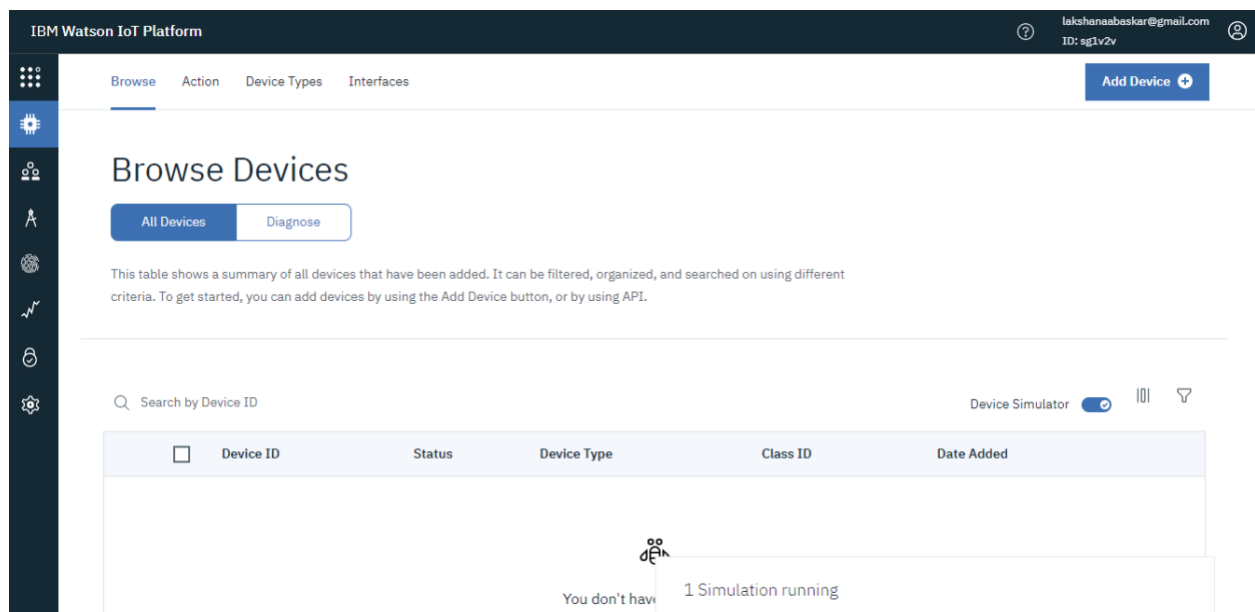 IBM Watson IoT Platform
lakshanaabaskar@gmail.com
ID: sg1v2v
Browse Action Device Types Interfaces
Add Device
Browse Devices
All Devices Diagnose
This table shows a summary of all devices that have been added. It can be filtered, organized, and searched on using different
criteria. To get started, you can add devices by using the Add Device button, or by using API.
Search by Device ID
Device Simulator
Device ID Status Device Type Class ID Date Added
You don't have
1 Simulation running